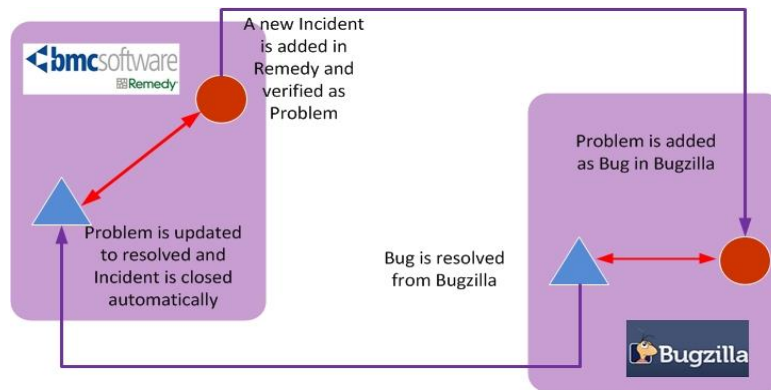 bmcsoftware
Remedy
A new Incident
is added in
Remedy and
verified as
Problem
Problem is updated
to resolved and
Incident is closed
automatically
Problem is added
as Bug in Bugzilla
Bug is resolved
from Bugzilla
Bugzilla